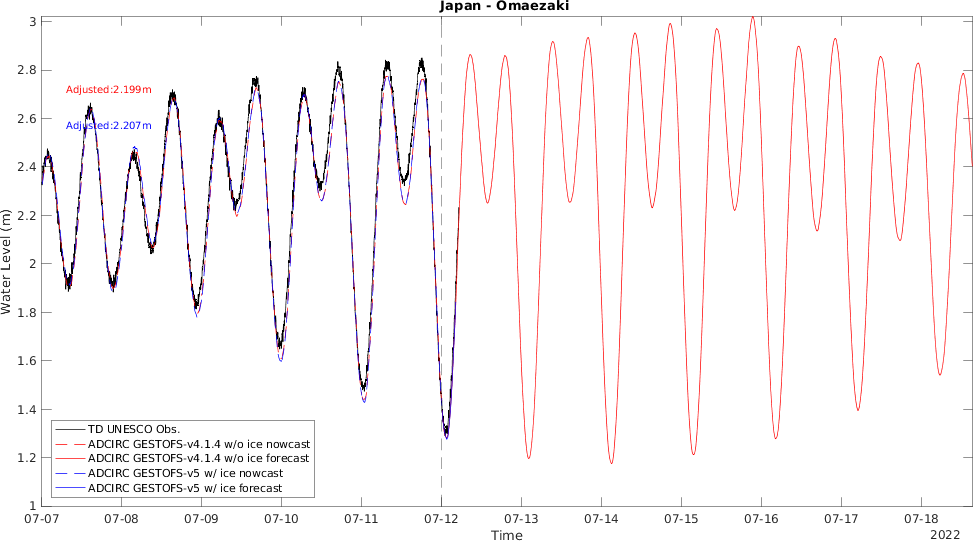 Japan - Omaezaki
3
2.8
2.6
2.4
2.2
2
1.8
1.6
1.4
1.2
1
Water Level (m)
Adjusted:2.199m
Adjusted:2.207m
TD UNESCO Obs.
ADCIRC GESTOFS-v4.1.4 w/o ice nowcast
ADCIRC GESTOFS-v4.1.4 w/o ice forecast
ADCIRC GESTOFS-v5 w/ ice nowcast
ADCIRC GESTOFS-v5 w/ ice forecast
07-07 07-08 07-09 07-10 07-11 07-12 07-13 07-14 07-15 07-16 07-17 07-18
Time
2022